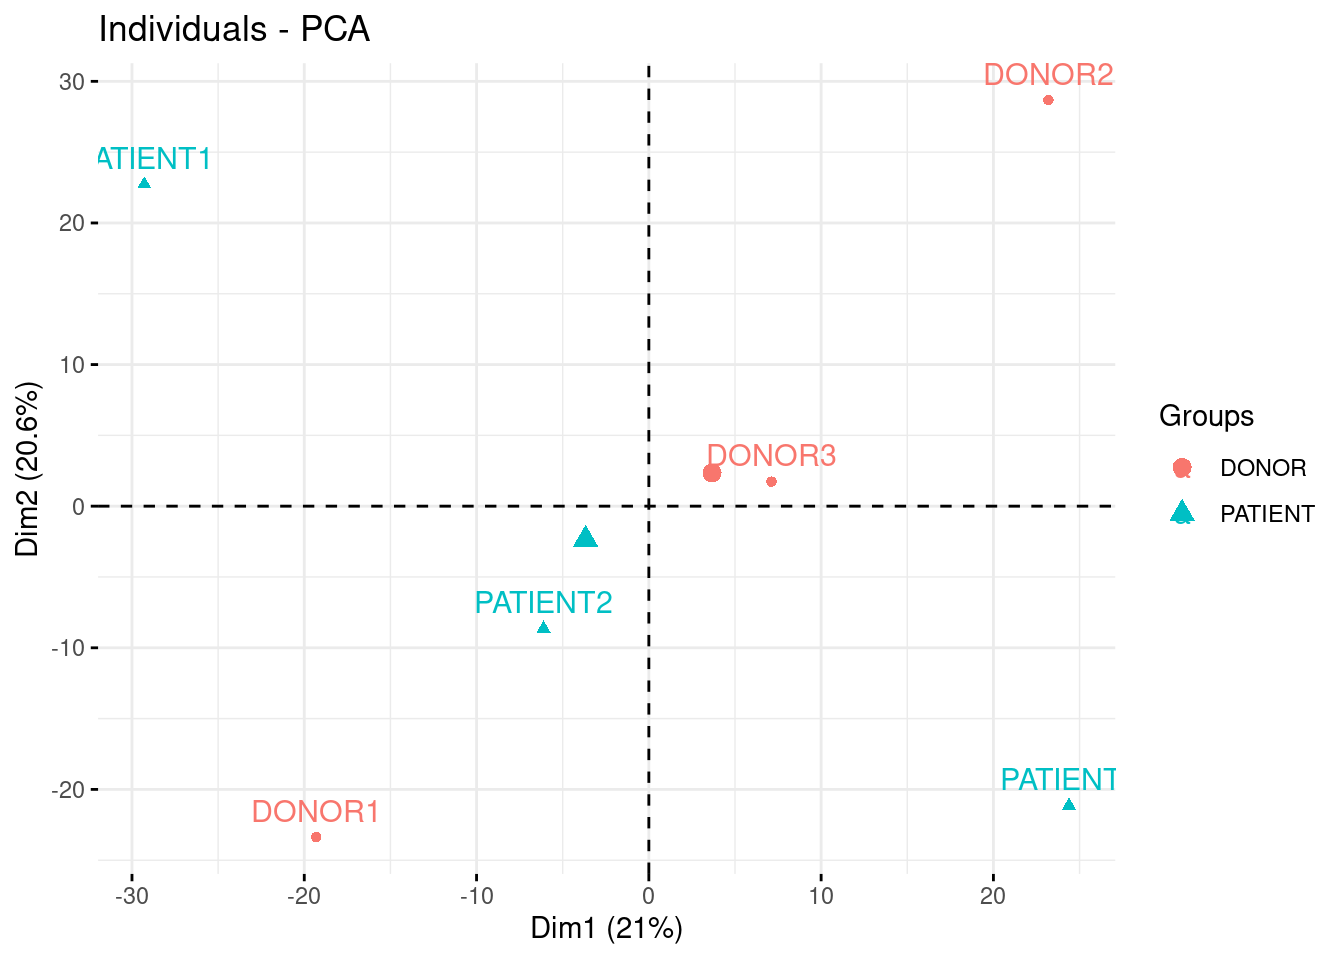 Individuals - PCA
30
20
10
0
-10
-20
Dim2 (20.6%)
DONOR2
ATIENT1
DONOR3
PATIENT2
PATIENT
DONOR1
-30
-20
-10
0
10
20
Dim1 (21%)
Groups
DONOR
PATIENT